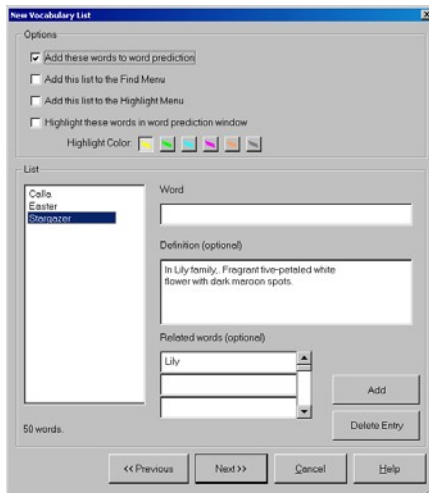 New Vocabulary List
Options
Add these words to word prediction
Add this list to the Find Menu
Add this list to the Highlight Menu
Highlight these words in word prediction window
Highlight Color:
List
Calla
Easter
Stargazer
Word
Definition (optional)
In Lily family,. Fragrant five-petaled white
flower with dark maroon spots.
Related words (optional)
Lily
Add
Delete Entry
50 words.
<< Previous
Next >>
Cancel
Help